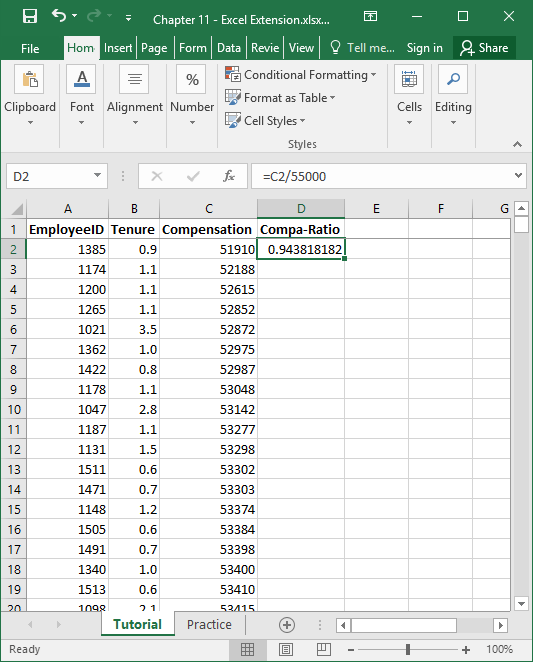 Chapter 11 - Excel Extension.xlsx...
File Home Insert Page Form Data Revie View Tell me... Sign in Share
Clipboard
Font
Alignment
%
Number
Conditional Formatting
Format as Table
Cell Styles
Styles
Cells
Editing
D2 fx =C2/55000
A B C D E F G
1 EmployeeID Tenure Compensation Compa-Ratio
2 1385 0.9 51910 0.943818182
3 1174 1.1 52188
4 1200 1.1 52615
5 1265 1.1 52852
6 1021 3.5 52872
7 1362 1.0 52975
8 1422 0.8 52987
9 1178 1.1 53048
10 1047 2.8 53142
11 1187 1.1 53277
12 1131 1.5 53298
13 1511 0.6 53302
14 1471 0.7 53303
15 1148 1.2 53374
16 1505 0.6 53384
17 1491 0.7 53398
18 1340 1.0 53400
19 1513 0.6 53410
20 1098 2.1 53415
Tutorial Practice
Ready 100%